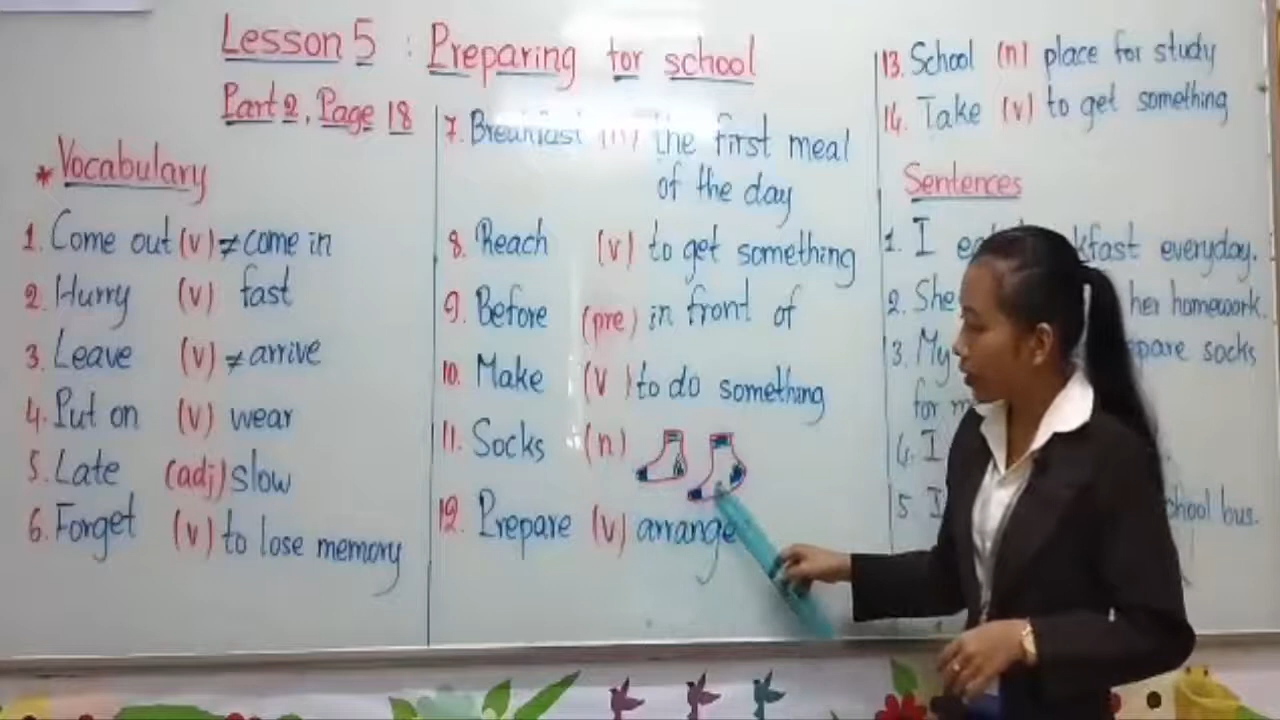 Lesson 5 : Preparing for school
Part 2, Page 18
* Vocabulary
1. Come out (v) ≠ come in
2. Hurry (v) fast
3. Leave (v) ≠ arrive
4. Put on (v) wear
5. Late (adj) slow
6. Forget (v) to lose memory
7. Breakfast (n) the first meal
of the day
8. Reach (v) to get something
9. Before (pre) in front of
10. Make (v) to do something
11. Socks (n)
12. Prepare (v) arrange
13. School (n) place for study
14. Take (v) to get something
Sentences
1. I everyday.
2. She her homework.
3. My socks
for
4. I
5 I bus.